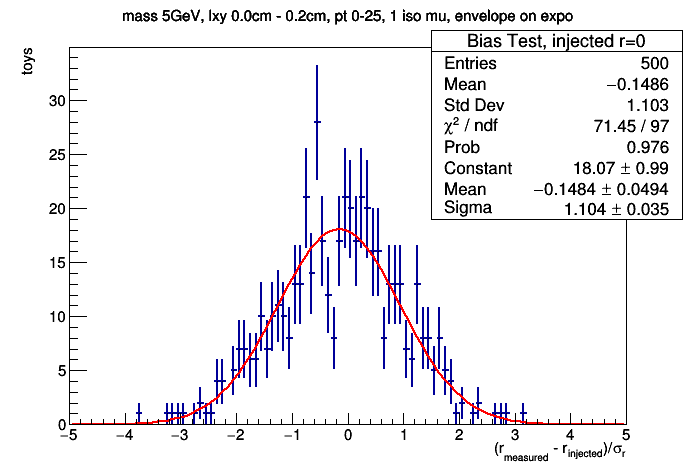 mass 5GeV, lxy 0.0cm - 0.2cm, pt 0-25, 1 iso mu, envelope on expo
Bias Test, injected r=0
Entries 500
Mean −0.1486
Std Dev 1.103
χ² / ndf 71.45 / 97
Prob 0.976
Constant 18.07 ± 0.99
Mean −0.1484 ± 0.0494
Sigma 1.104 ± 0.035
toys
30
25
20
15
10
5
0
−5 −4 −3 −2 −1 0 1 2 3 4 5
(r_measured - r_injected)/σ_r